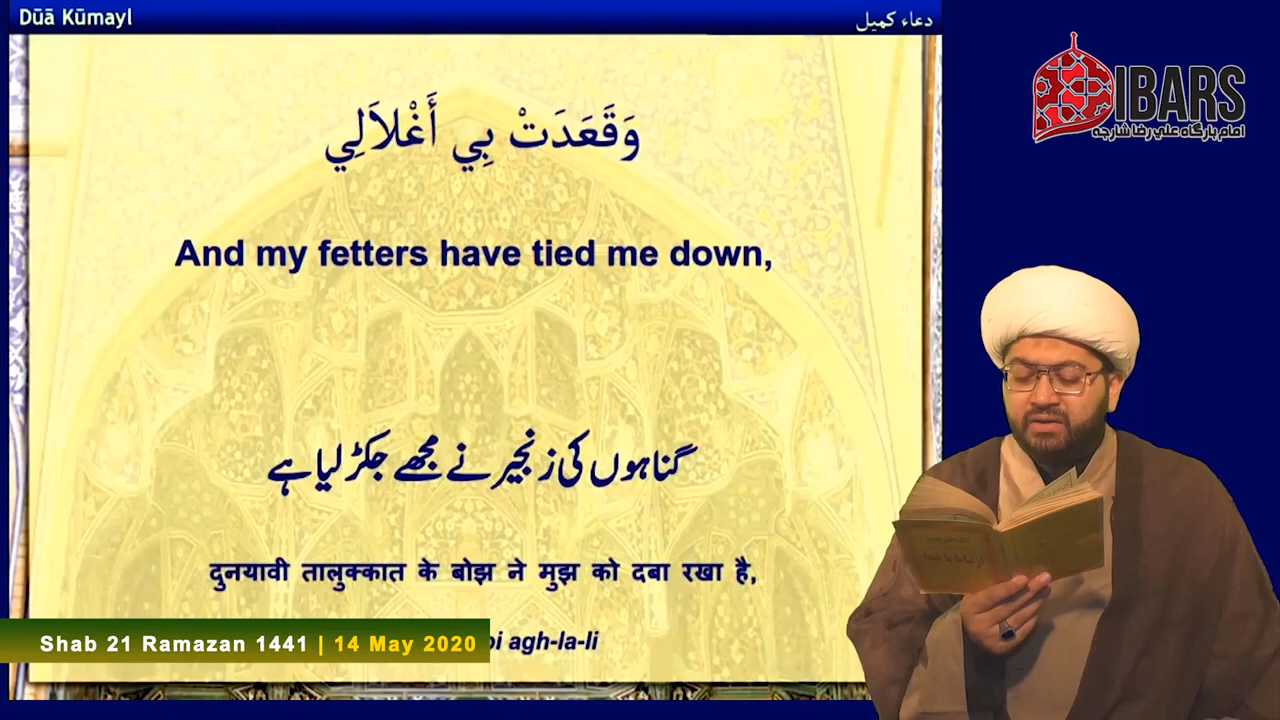 Dūā Kūmayl
دعاء كميل
IBARS
امام بارگاه علي رضا شارجه
وَقَعَدَتْ بِي أَغْلاَلِي
And my fetters have tied me down,
گناہوں کی زنجیر نے مجھے جکڑ لیا ہے
दुनयावी तालुक्कात के बोझ ने मुझ को दबा रखा है,
bi agh-la-li
Shab 21 Ramazan 1441 | 14 May 2020